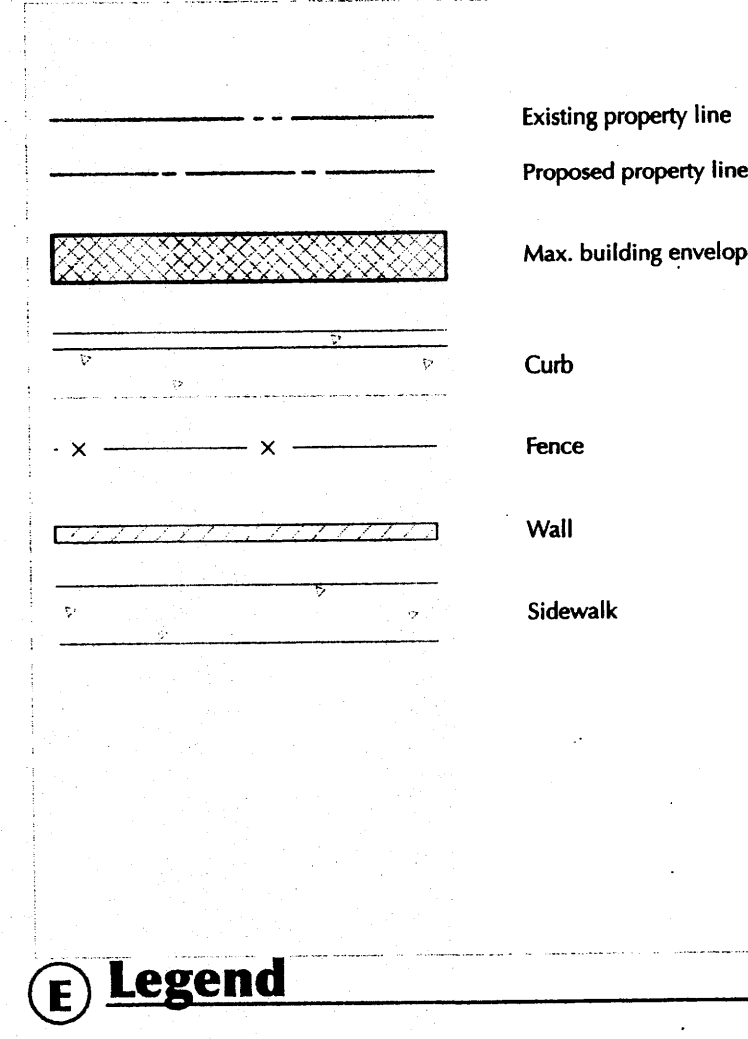 Existing property line
Proposed property line
Max. building envelop
Curb
Fence
Wall
Sidewalk
E Legend